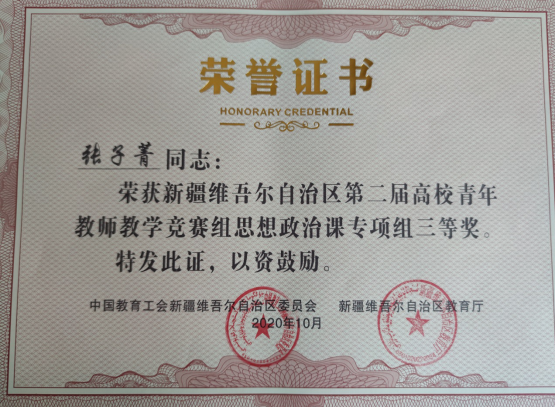 荣誉证书
HONORARY CREDENTIAL
张子菁 同志：
荣获新疆维吾尔自治区第二届高校青年
教师教学竞赛组思想政治课专项组三等奖。
特发此证，以资鼓励。
中国教育工会新疆维吾尔自治区委员会 新疆维吾尔自治区教育厅
2020年10月